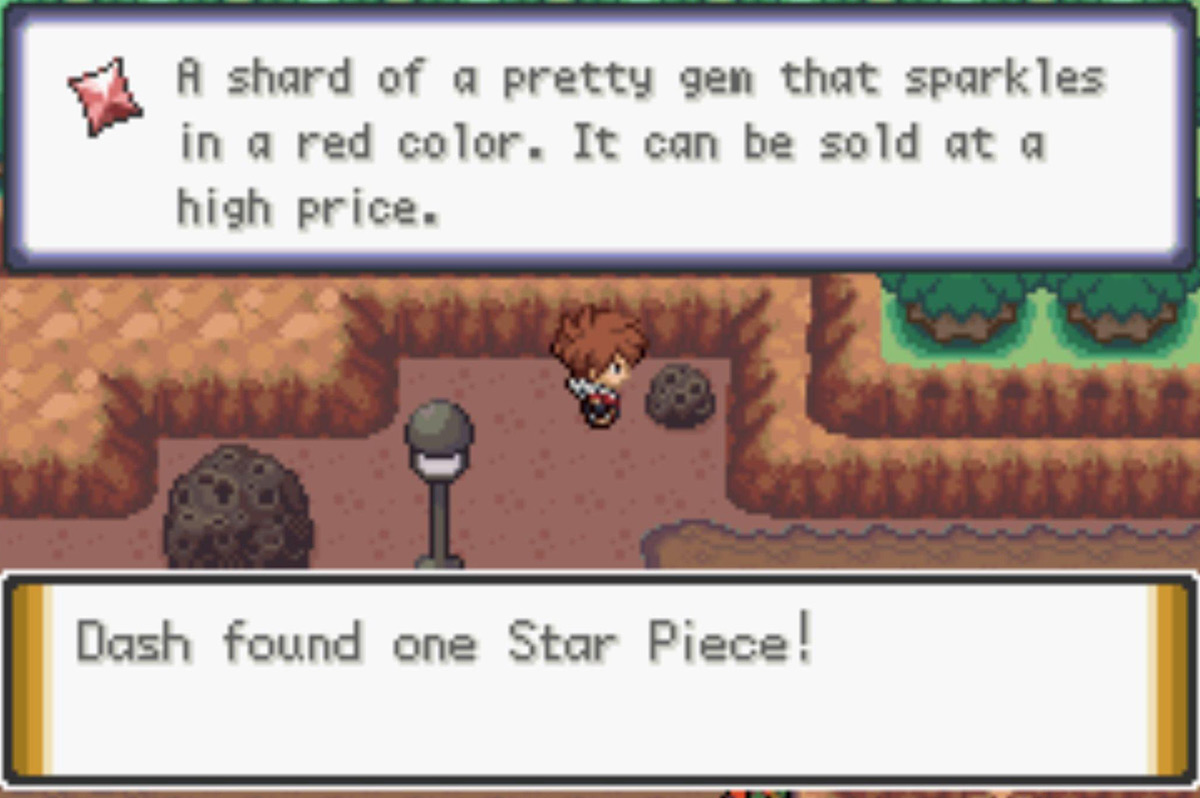 A shard of a pretty gem that sparkles
in a red color. It can be sold at a
high price.
Dash found one Star Piece!